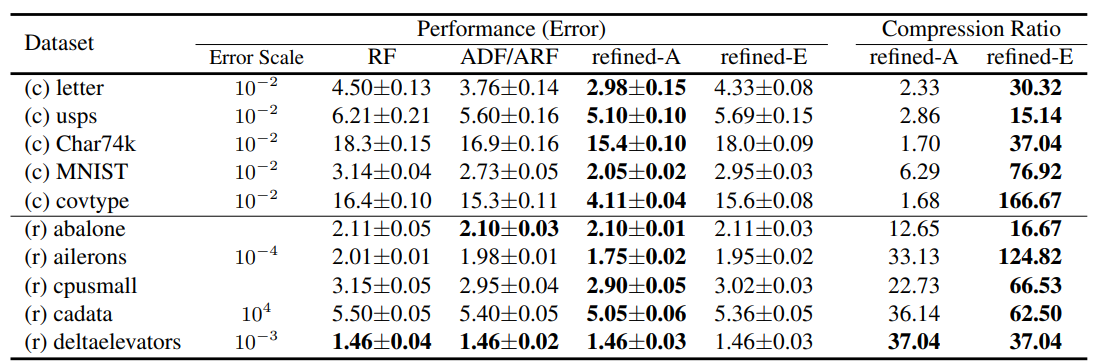 Dataset Performance (Error) Compression Ratio
Error Scale RF ADF/ARF refined-A refined-E refined-A refined-E
(c) letter 10⁻² 4.50±0.13 3.76±0.14 2.98±0.15 4.33±0.08 2.33 30.32
(c) usps 10⁻² 6.21±0.21 5.60±0.16 5.10±0.10 5.69±0.15 2.86 15.14
(c) Char74k 10⁻² 18.3±0.15 16.9±0.16 15.4±0.10 18.0±0.09 1.70 37.04
(c) MNIST 10⁻² 3.14±0.04 2.73±0.05 2.05±0.02 2.95±0.03 6.29 76.92
(c) covtype 10⁻² 16.4±0.10 15.3±0.11 4.11±0.04 15.6±0.08 1.68 166.67
(r) abalone 2.11±0.05 2.10±0.03 2.10±0.01 2.11±0.03 12.65 16.67
(r) ailerons 10⁻⁴ 2.01±0.01 1.98±0.01 1.75±0.02 1.95±0.02 33.13 124.82
(r) cpusmall 3.15±0.05 2.95±0.04 2.90±0.05 3.02±0.03 22.73 66.53
(r) cadata 10⁴ 5.50±0.05 5.40±0.05 5.05±0.06 5.36±0.05 36.14 62.50
(r) deltaelevators 10⁻³ 1.46±0.04 1.46±0.02 1.46±0.03 1.46±0.03 37.04 37.04